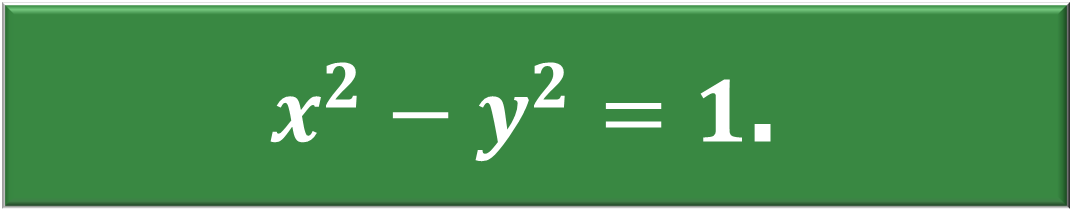 x² − y² = 1.